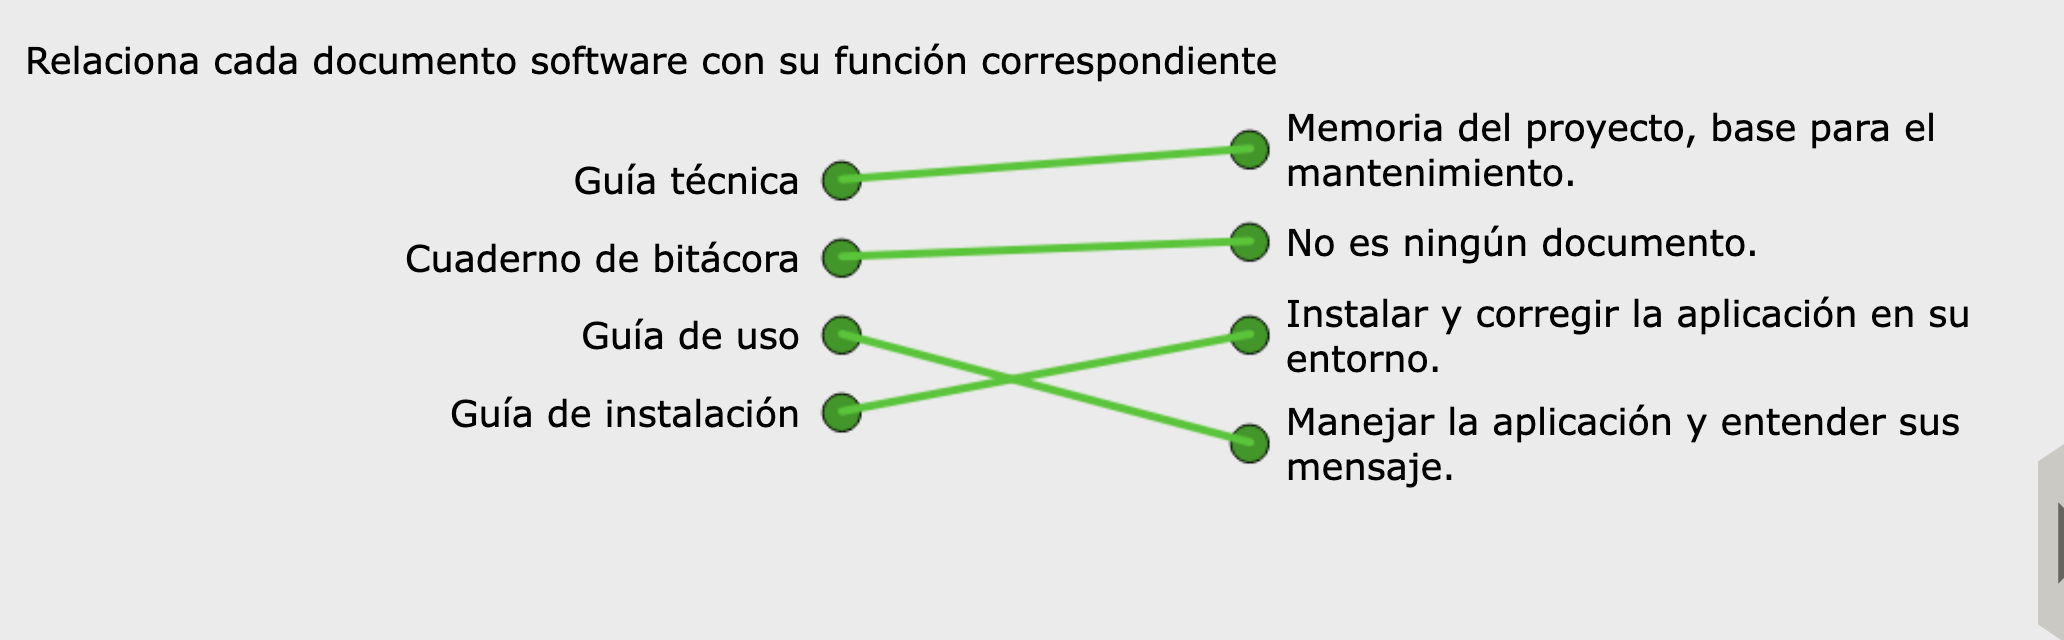 Relaciona cada documento software con su función correspondiente
Guía técnica
Cuaderno de bitácora
Guía de uso
Guía de instalación
Memoria del proyecto, base para el
mantenimiento.
No es ningún documento.
Instalar y corregir la aplicación en su
entorno.
Manejar la aplicación y entender sus
mensaje.